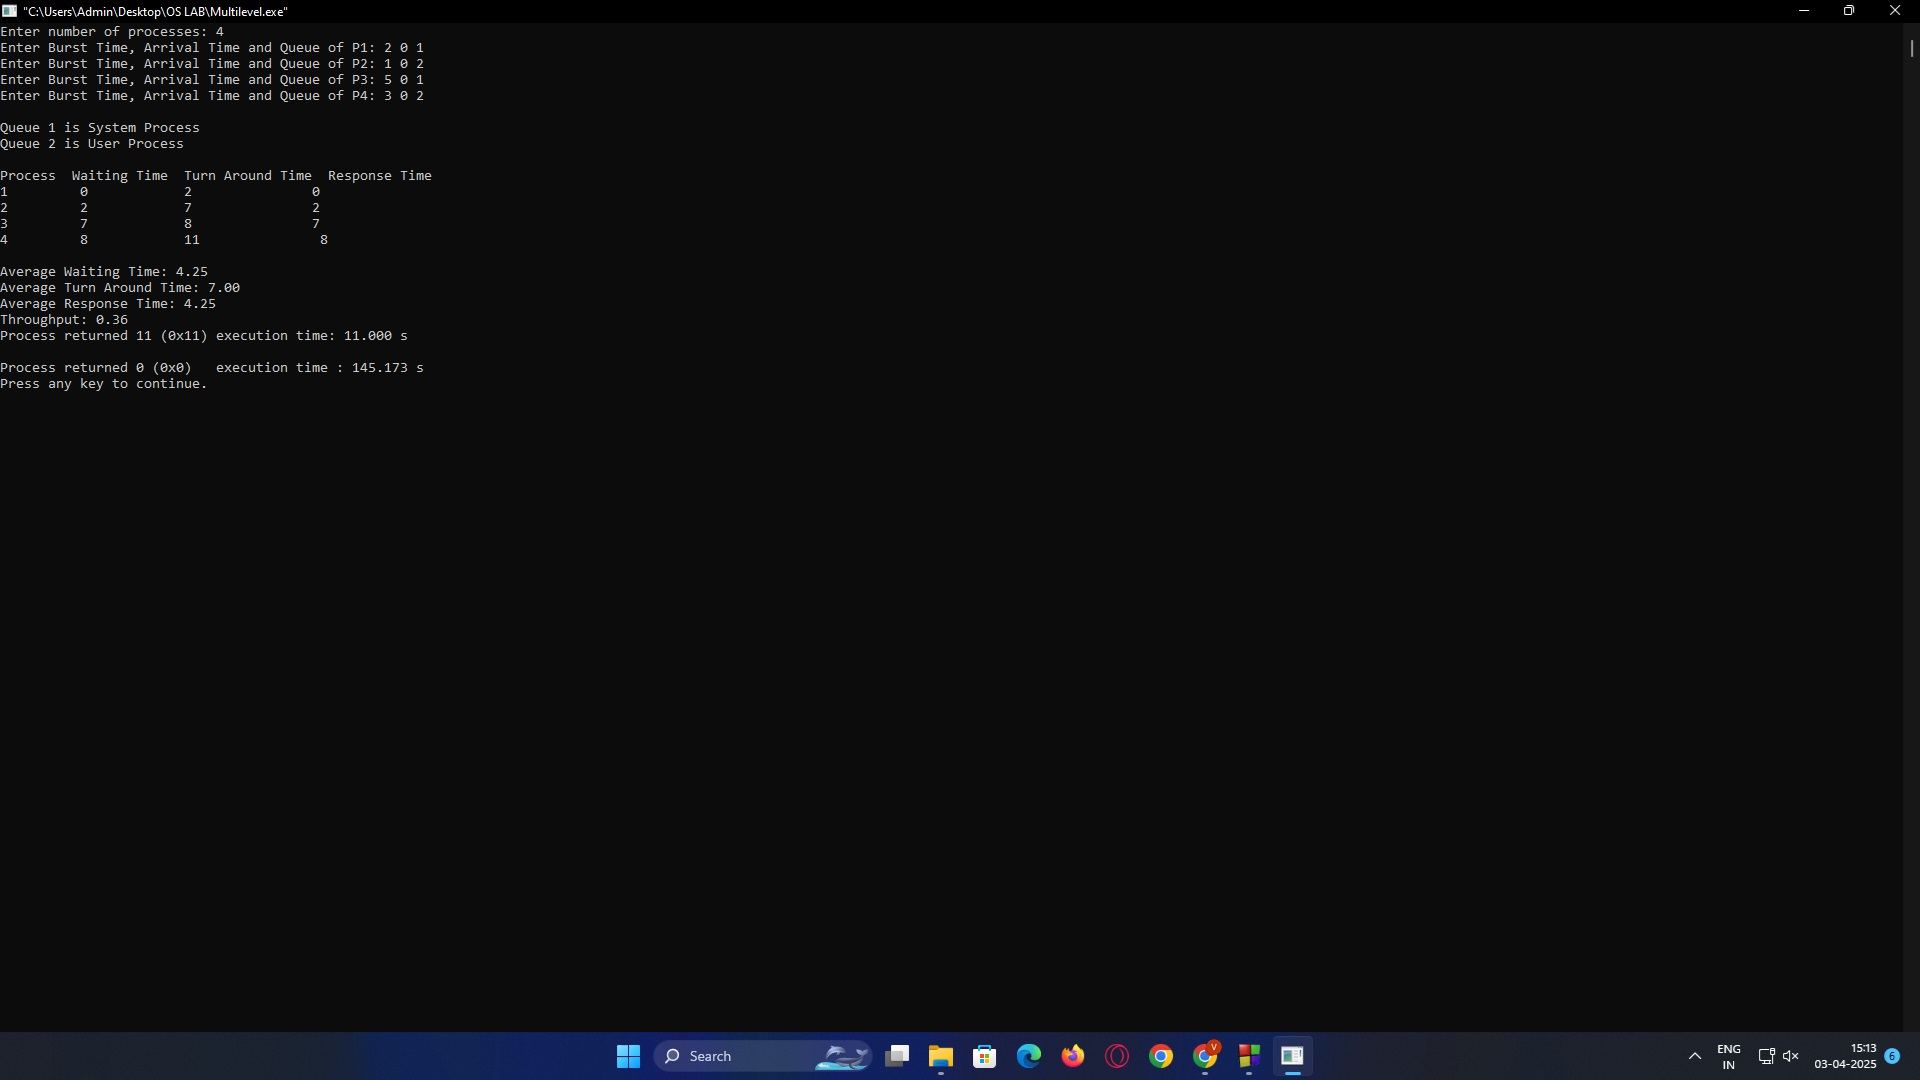 "C:\Users\Admin\Desktop\OS LAB\Multilevel.exe"
Enter number of processes: 4
Enter Burst Time, Arrival Time and Queue of P1: 2 0 1
Enter Burst Time, Arrival Time and Queue of P2: 1 0 2
Enter Burst Time, Arrival Time and Queue of P3: 5 0 1
Enter Burst Time, Arrival Time and Queue of P4: 3 0 2
Queue 1 is System Process
Queue 2 is User Process
Process  Waiting Time  Turn Around Time  Response Time
1         0            2               0
2         2            7               2
3         7            8               7
4         8            11               8
Average Waiting Time: 4.25
Average Turn Around Time: 7.00
Average Response Time: 4.25
Throughput: 0.36
Process returned 11 (0x11) execution time: 11.000 s
Process returned 0 (0x0)   execution time : 145.173 s
Press any key to continue.
Search
V
ENG
IN
15:13
03-04-2025
6